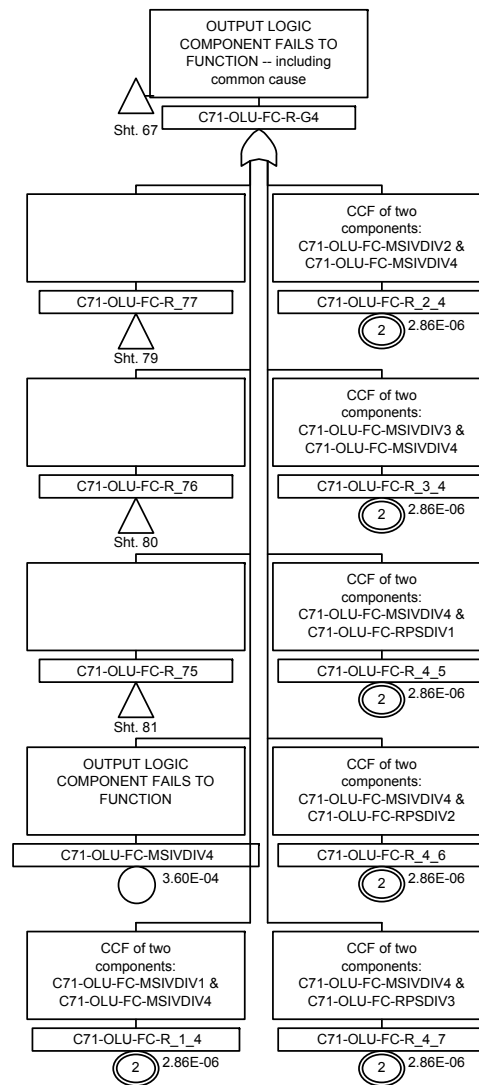 OUTPUT LOGIC
COMPONENT FAILS TO
FUNCTION -- including
common cause
Sht. 67
C71-OLU-FC-R-G4
C71-OLU-FC-R_77
Sht. 79
CCF of two
components:
C71-OLU-FC-MSIVDIV2 &
C71-OLU-FC-MSIVDIV4
C71-OLU-FC-R_2_4
2
2.86E-06
C71-OLU-FC-R_76
Sht. 80
CCF of two
components:
C71-OLU-FC-MSIVDIV3 &
C71-OLU-FC-MSIVDIV4
C71-OLU-FC-R_3_4
2
2.86E-06
C71-OLU-FC-R_75
Sht. 81
CCF of two
components:
C71-OLU-FC-MSIVDIV4 &
C71-OLU-FC-RPSDIV1
C71-OLU-FC-R_4_5
2
2.86E-06
OUTPUT LOGIC
COMPONENT FAILS TO
FUNCTION
C71-OLU-FC-MSIVDIV4
3.60E-04
CCF of two
components:
C71-OLU-FC-MSIVDIV4 &
C71-OLU-FC-RPSDIV2
C71-OLU-FC-R_4_6
2
2.86E-06
CCF of two
components:
C71-OLU-FC-MSIVDIV1 &
C71-OLU-FC-MSIVDIV4
C71-OLU-FC-R_1_4
2
2.86E-06
CCF of two
components:
C71-OLU-FC-MSIVDIV4 &
C71-OLU-FC-RPSDIV3
C71-OLU-FC-R_4_7
2
2.86E-06